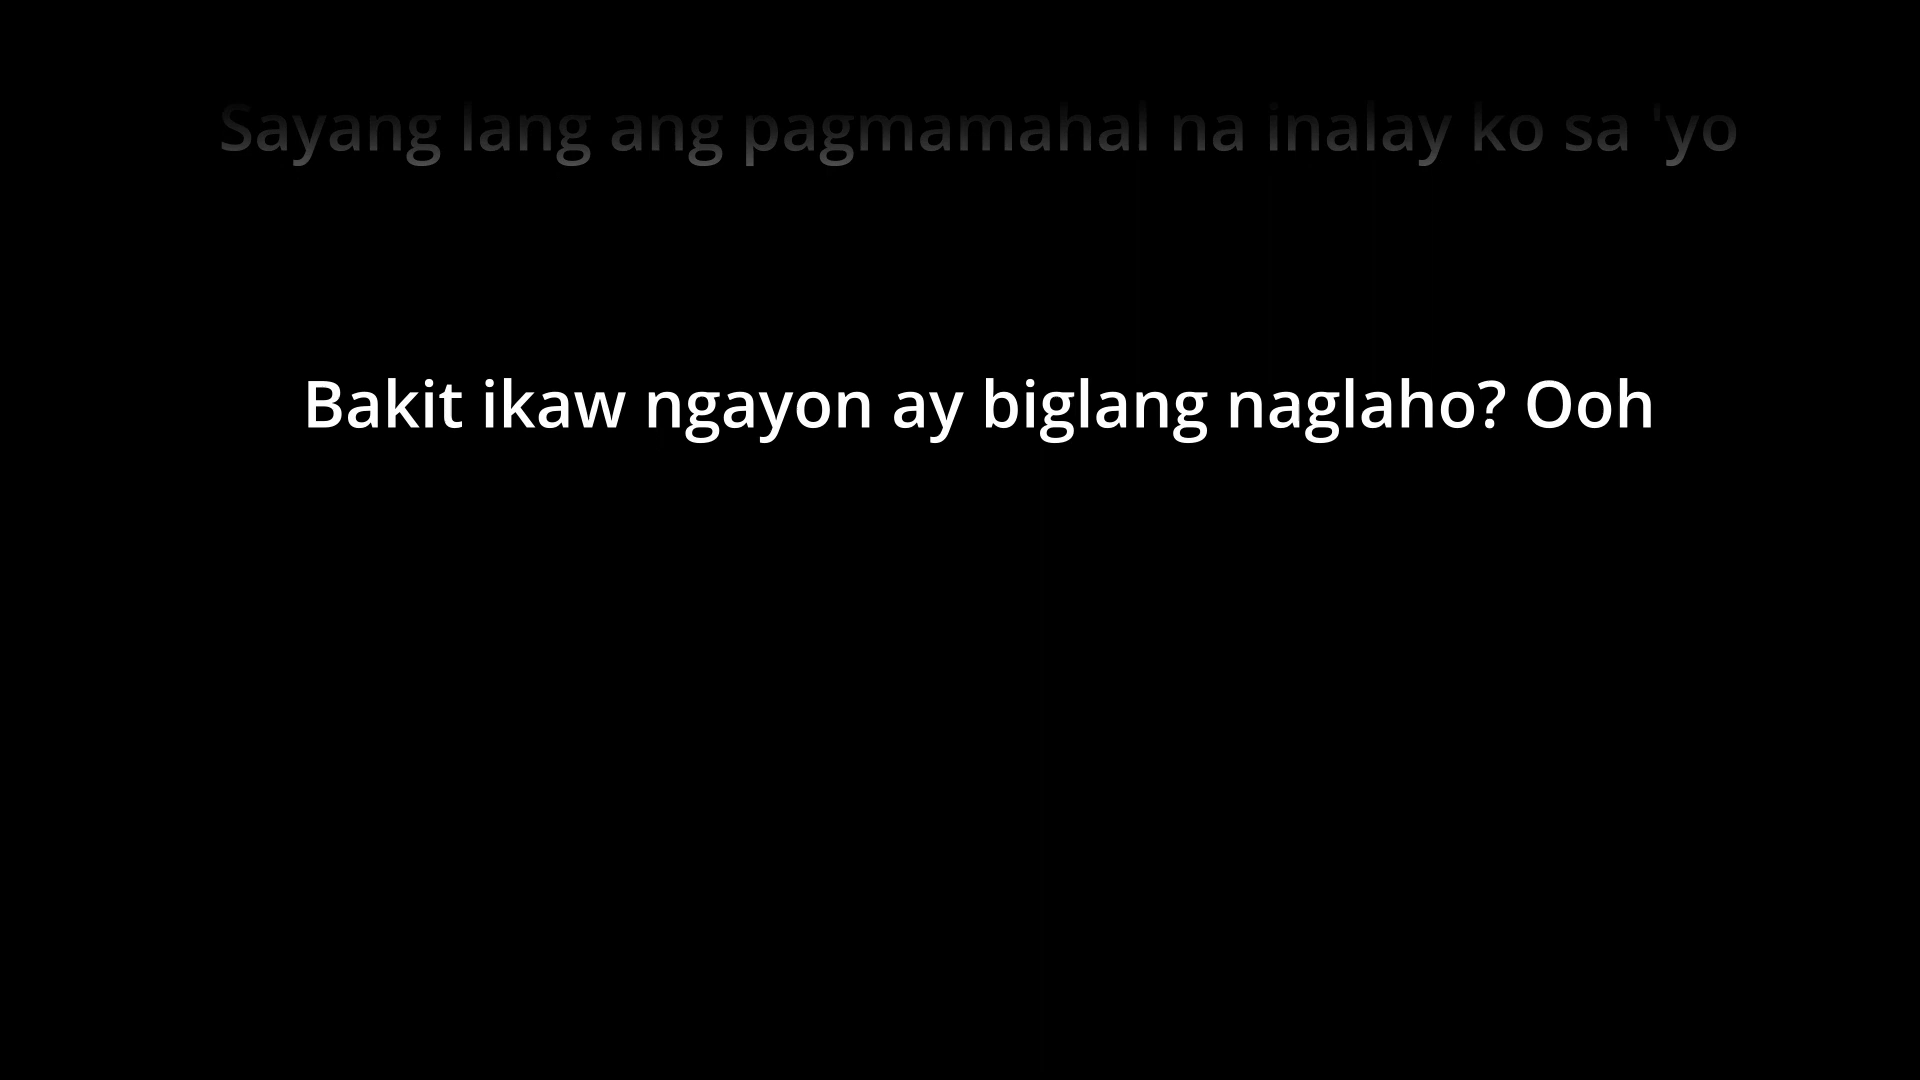 Sayang lang ang pagmamahal na inalay ko sa 'yo
Bakit ikaw ngayon ay biglang naglaho? Ooh